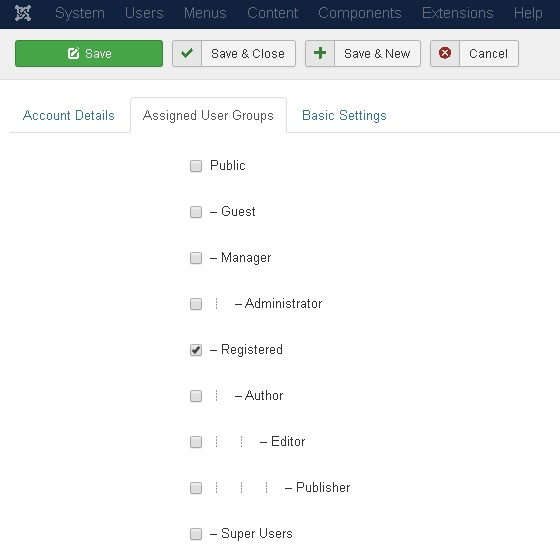 System Users Menus Content Components Extensions Help
Save Save & Close Save & New Cancel
Account Details Assigned User Groups Basic Settings
Public
– Guest
– Manager
– Administrator
– Registered
– Author
– Editor
– Publisher
– Super Users